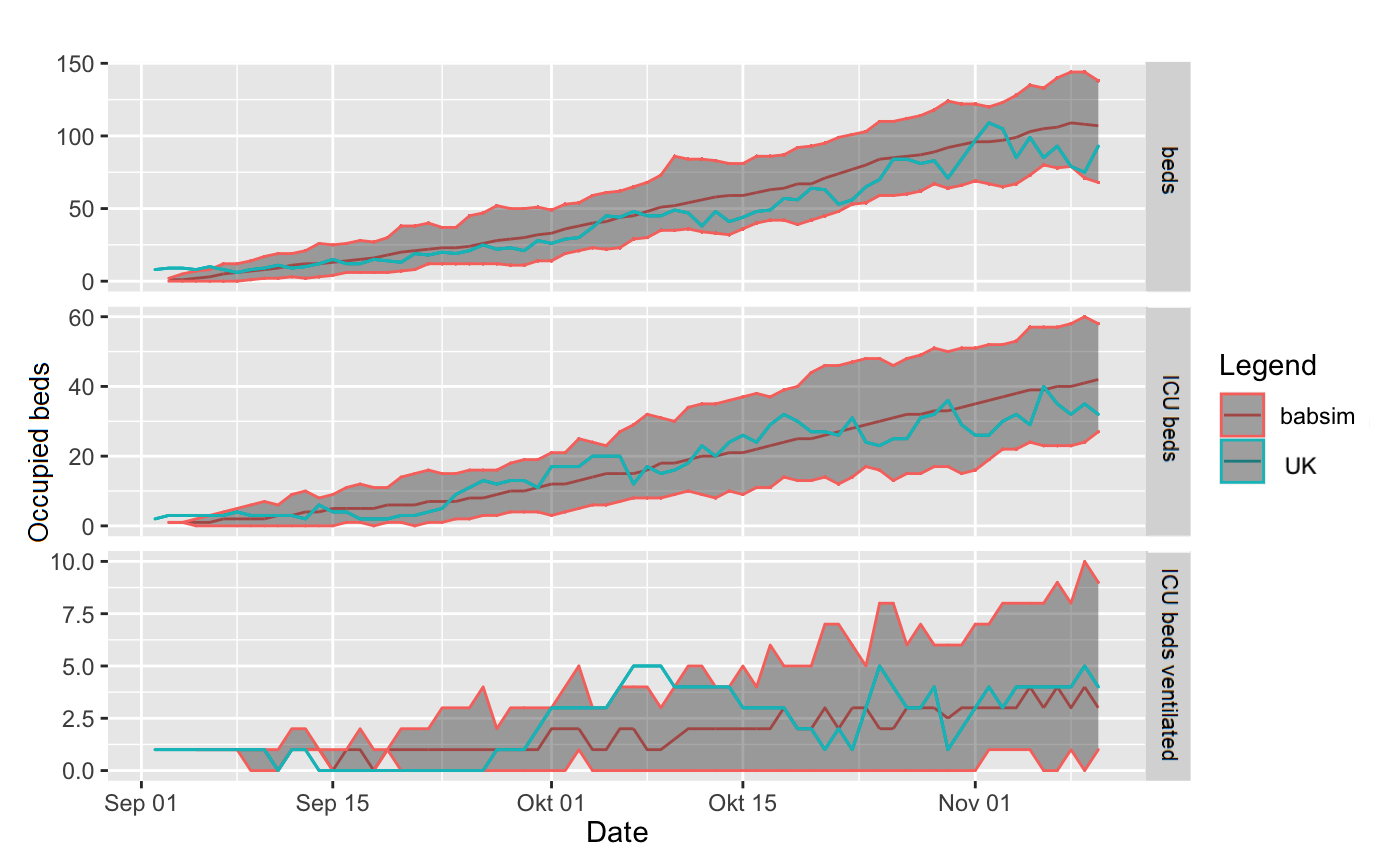 150
100
50
0
beds
60
40
20
0
ICU beds
10.0
7.5
5.0
2.5
0.0
ICU beds ventilated
Sep 01
Sep 15
Okt 01
Okt 15
Nov 01
Date
Occupied beds
Legend
babsim
UK